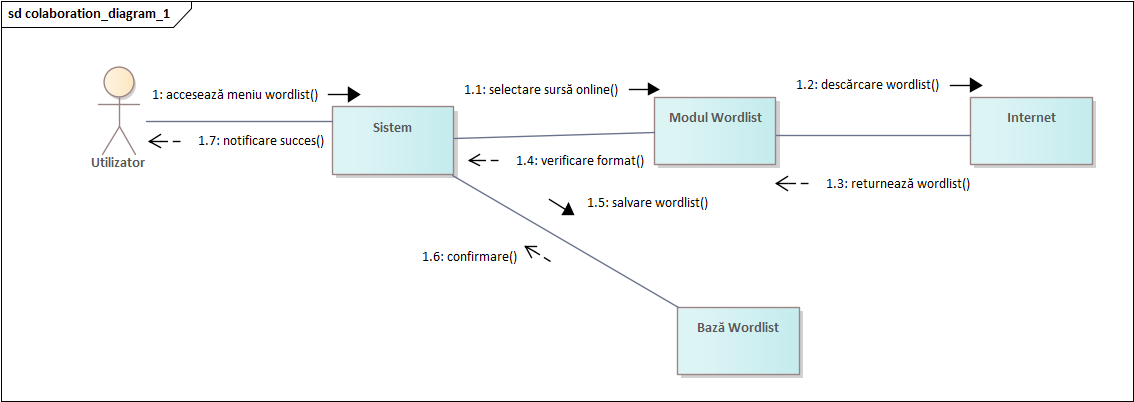 sd colaboration_diagram_1
1: accesează meniu wordlist()
1.1: selectare sursă online()
1.2: descărcare wordlist()
Sistem
Modul Wordlist
Internet
1.7: notificare succes()
Utilizator
1.4: verificare format()
1.3: returnează wordlist()
1.5: salvare wordlist()
1.6: confirmare()
Bază Wordlist